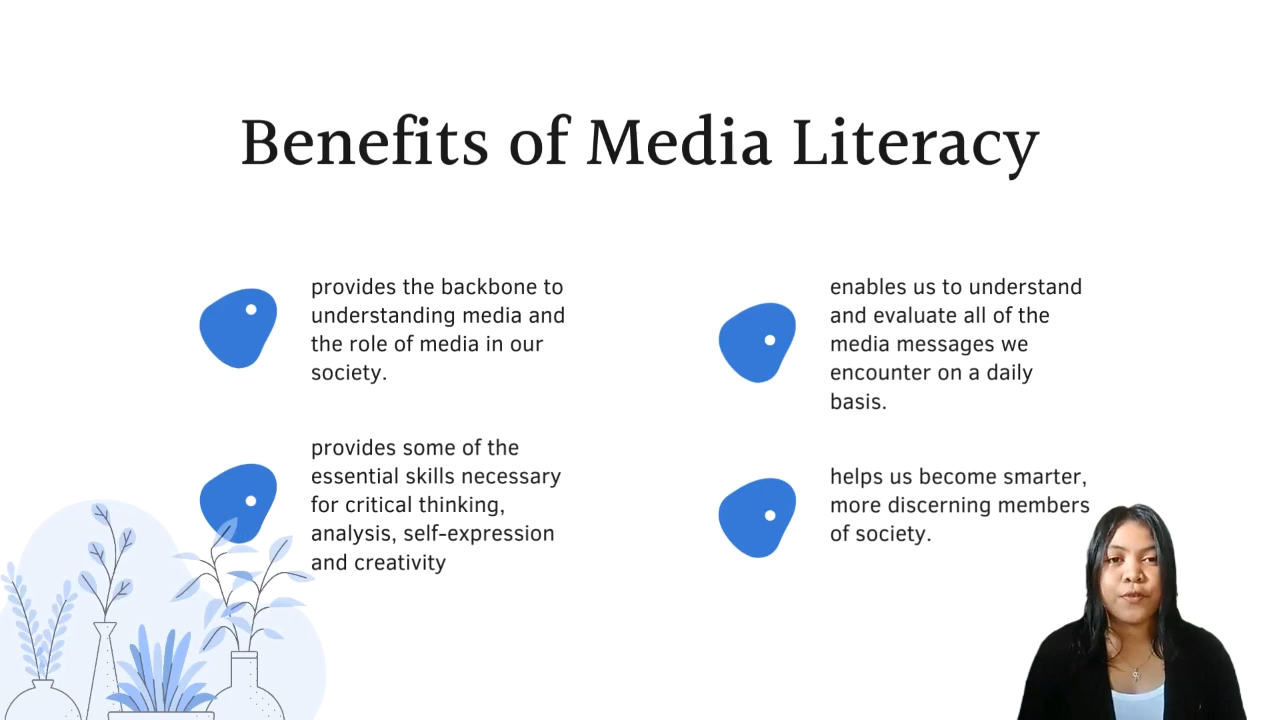 Benefits of Media Literacy
provides the backbone to
understanding media and
the role of media in our
society.
provides some of the
essential skills necessary
for critical thinking,
analysis, self-expression
and creativity
enables us to understand
and evaluate all of the
media messages we
encounter on a daily
basis.
helps us become smarter,
more discerning members
of society.